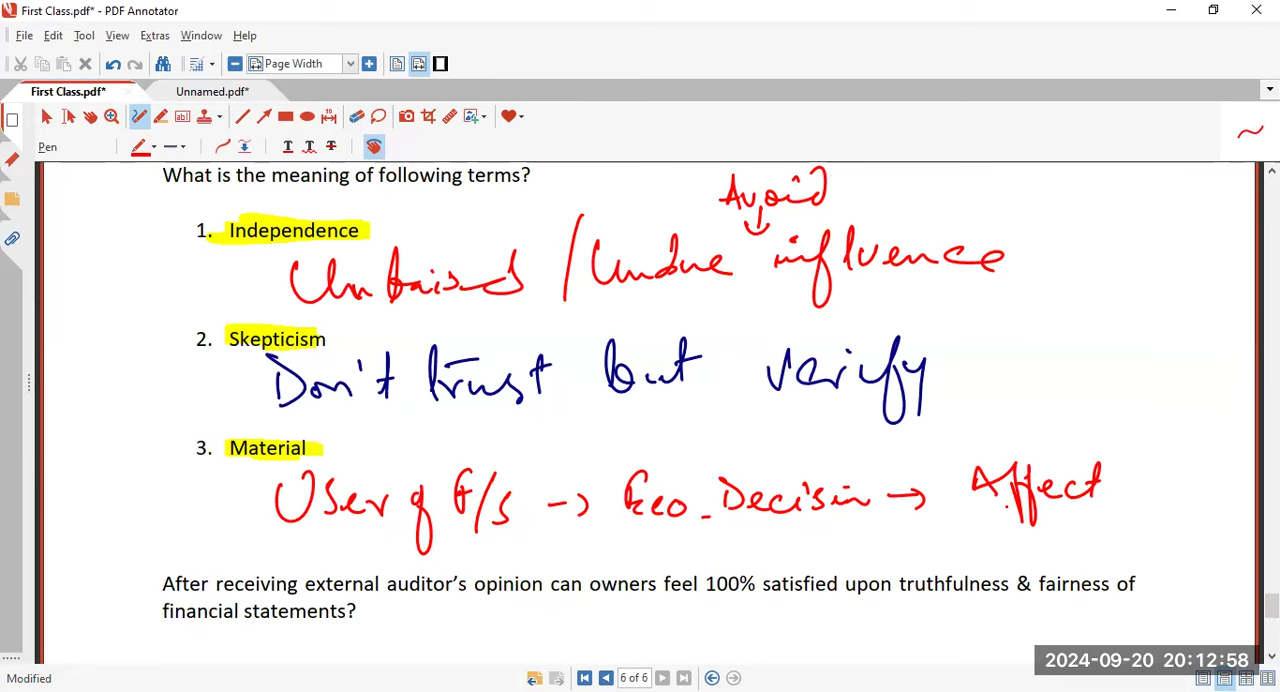 First Class.pdf* - PDF Annotator
File Edit Tool View Extras Window Help
Page Width
First Class.pdf* Unnamed.pdf*
Pen
What is the meaning of following terms?
Avoid
1. Independence
Unbaised / Undue influence
2. Skepticism
Don't trust but verify
3. Material
User of F/s → Eco. Decision → Affect
After receiving external auditor's opinion can owners feel 100% satisfied upon truthfulness & fairness of
financial statements?
2024-09-20 20:12:58
Modified 6 of 6